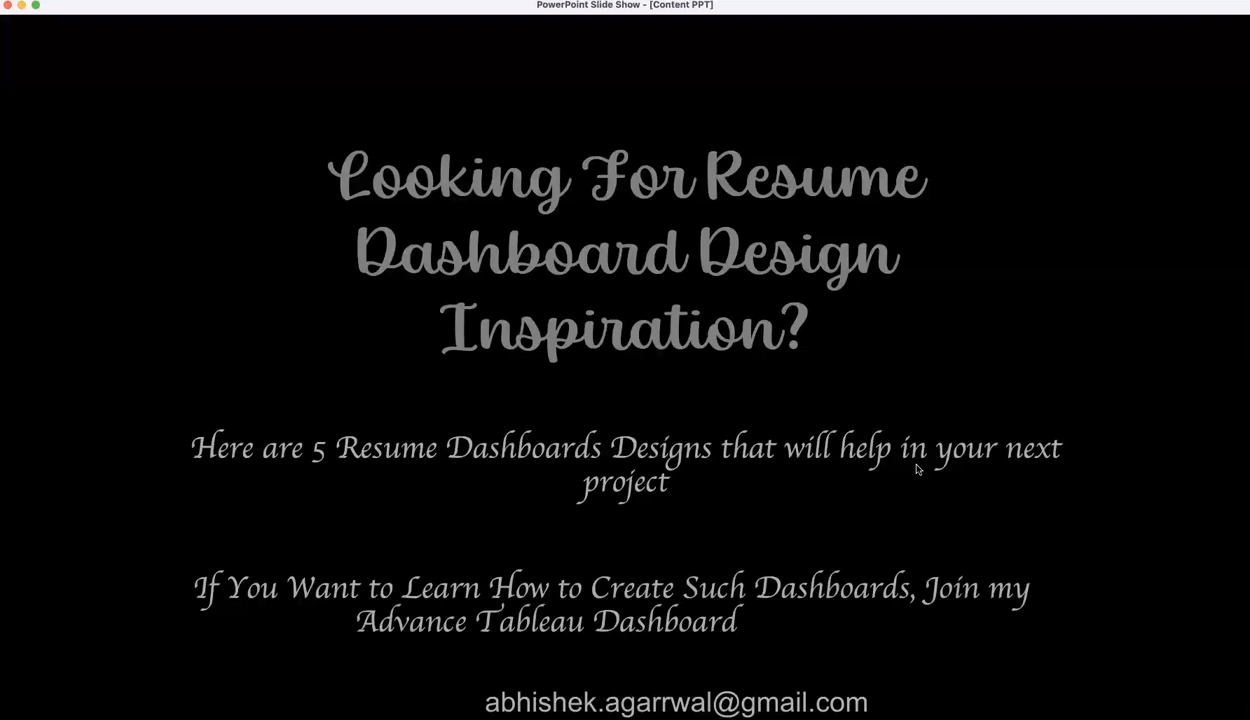 PowerPoint Slide Show - [Content PPT]
Looking For Resume
Dashboard Design
Inspiration?
Here are 5 Resume Dashboards Designs that will help in your next
project
If You Want to Learn How to Create Such Dashboards, Join my
Advance Tableau Dashboard
abhishek.agarrwal@gmail.com